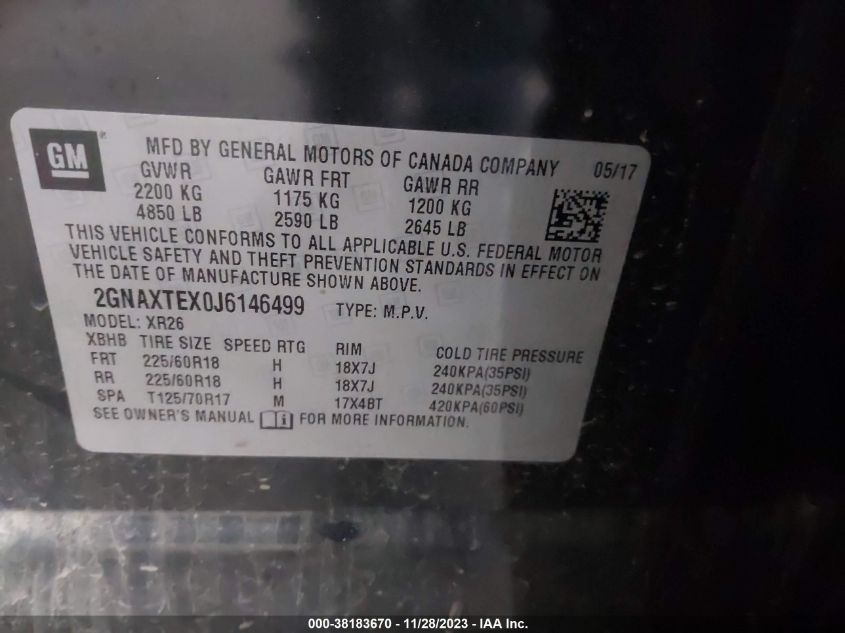 GM ®
MFD BY GENERAL MOTORS OF CANADA COMPANY 05/17
GVWR GAWR FRT GAWR RR
2200 KG 1175 KG 1200 KG
4850 LB 2590 LB 2645 LB
THIS VEHICLE CONFORMS TO ALL APPLICABLE U.S. FEDERAL MOTOR
VEHICLE SAFETY AND THEFT PREVENTION STANDARDS IN EFFECT ON
THE DATE OF MANUFACTURE SHOWN ABOVE.
2GNAXTEX0J6146499 TYPE: M.P.V.
MODEL: XR26
XBHB TIRE SIZE SPEED RTG RIM COLD TIRE PRESSURE
FRT 225/60R18 H 18X7J 240KPA(35PSI)
RR 225/60R18 H 18X7J 240KPA(35PSI)
SPA T125/70R17 M 17X4BT 420KPA(60PSI)
SEE OWNER'S MANUAL FOR MORE INFORMATION.
000-38183670 - 11/28/2023 - IAA Inc.